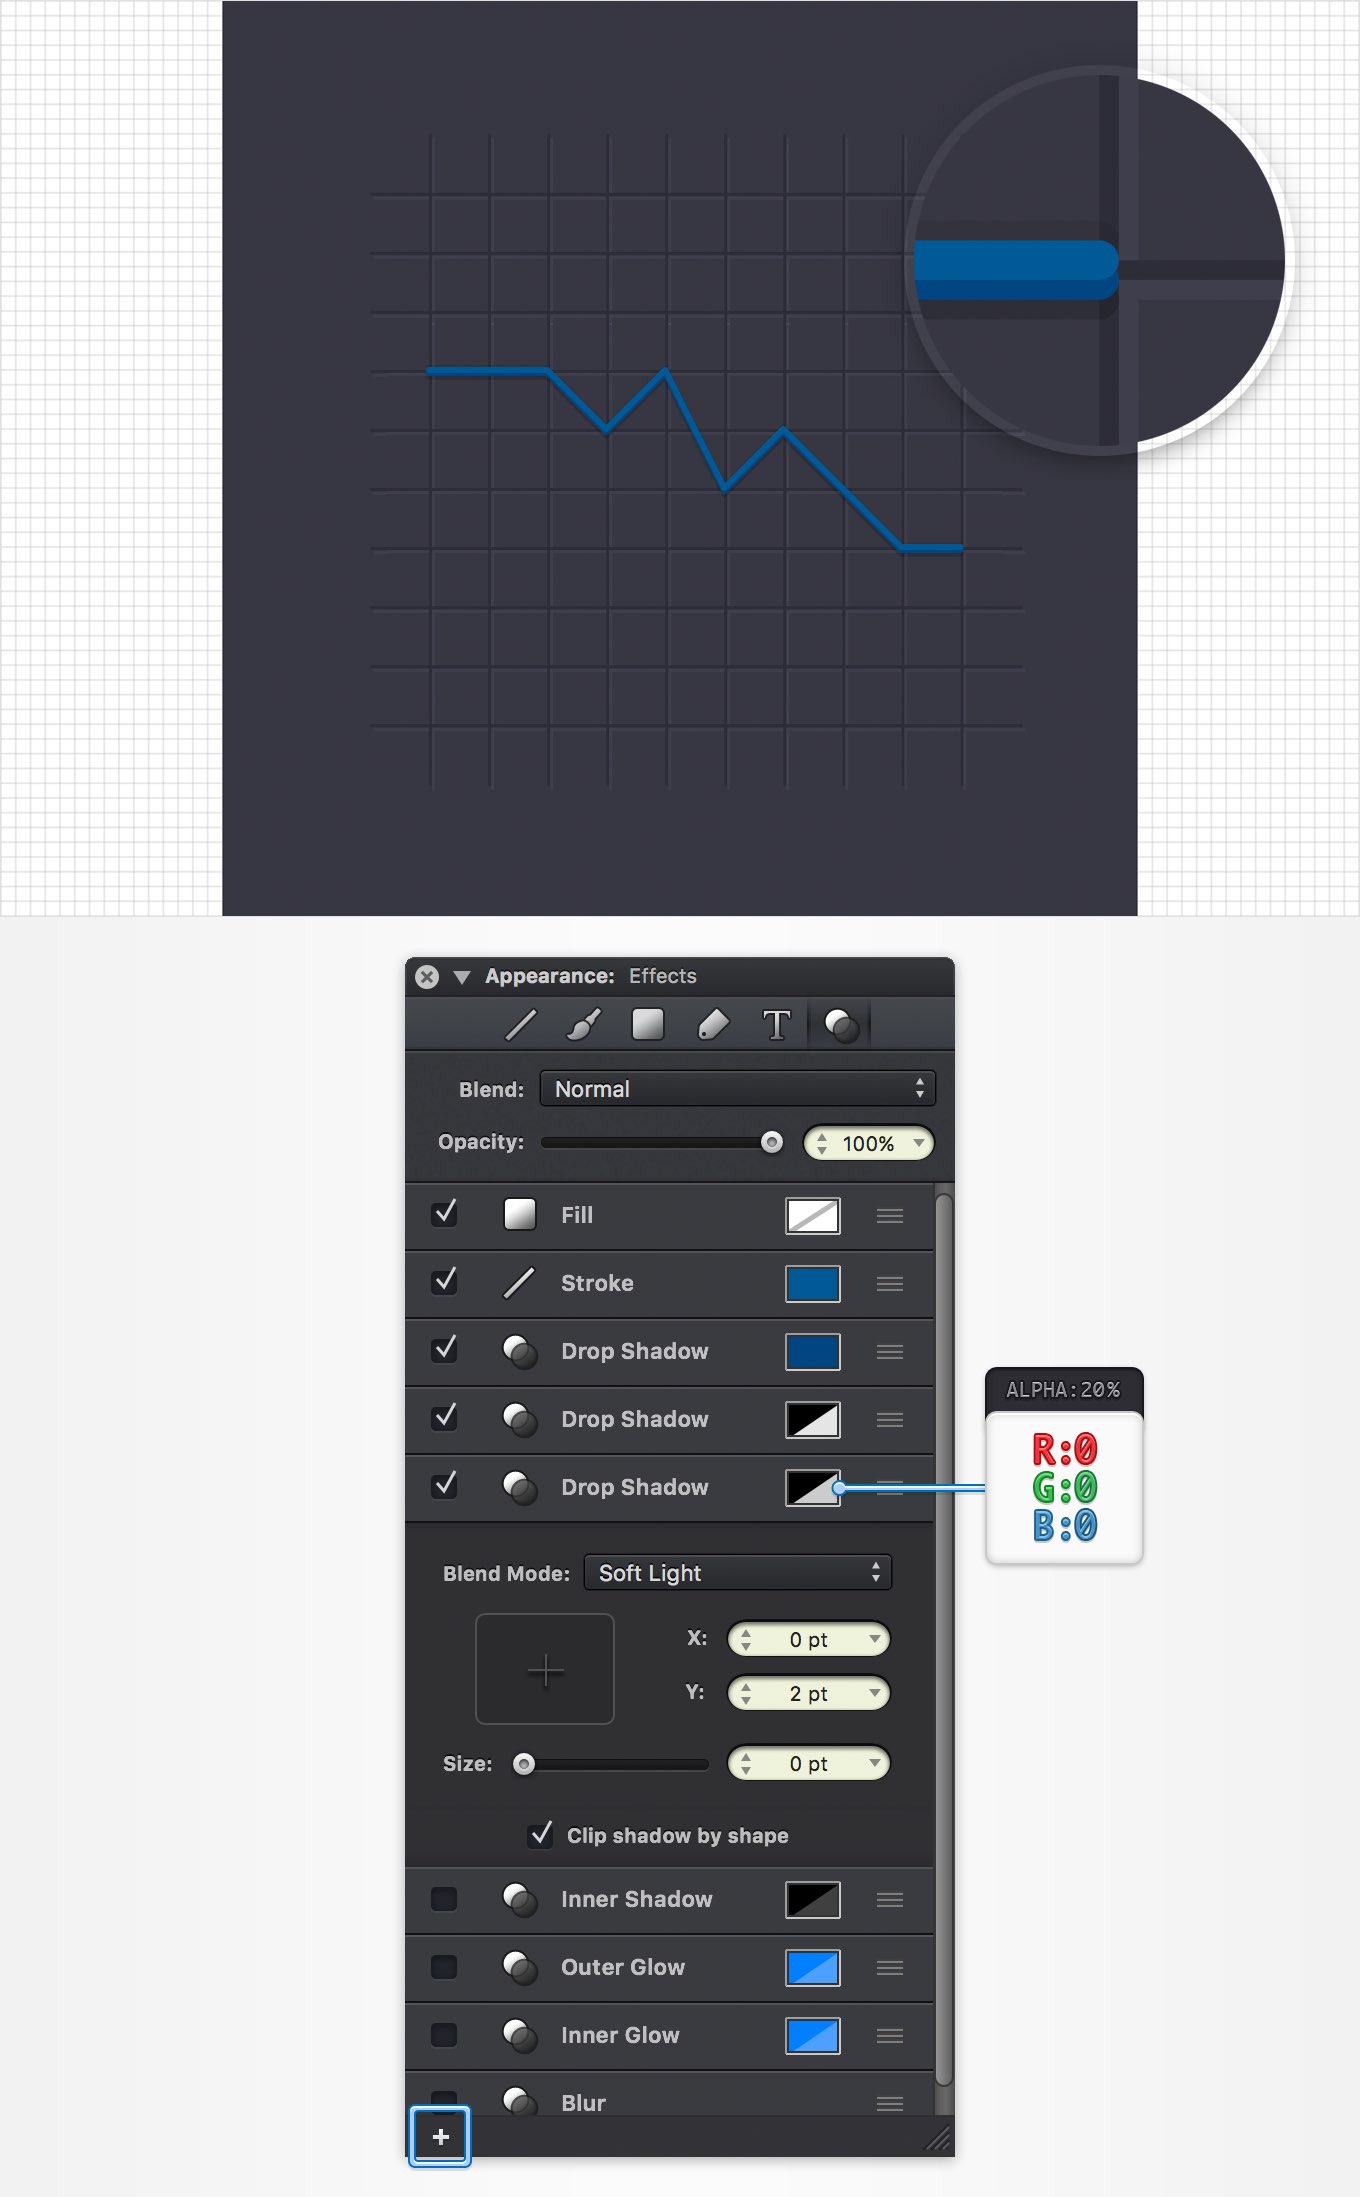 Appearance: Effects
T
Blend: Normal
Opacity: 100%
Fill
Stroke
Drop Shadow
Drop Shadow
Drop Shadow
ALPHA:20%
R:0
G:0
B:0
Blend Mode: Soft Light
X: 0 pt
Y: 2 pt
Size: 0 pt
Clip shadow by shape
Inner Shadow
Outer Glow
Inner Glow
Blur
+